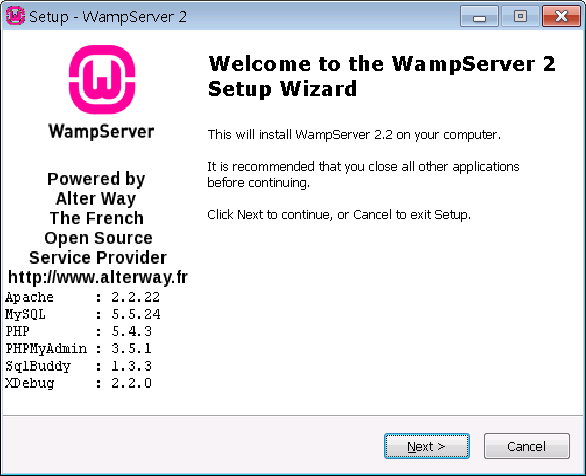 Setup - WampServer 2
WampServer
Powered by
Alter Way
The French
Open Source
Service Provider
http://www.alterway.fr
Apache : 2.2.22
MySQL : 5.5.24
PHP : 5.4.3
PHPMyAdmin : 3.5.1
SqlBuddy : 1.3.3
XDebug : 2.2.0
Welcome to the WampServer 2
Setup Wizard
This will install WampServer 2.2 on your computer.
It is recommended that you close all other applications
before continuing.
Click Next to continue, or Cancel to exit Setup.
Next >
Cancel